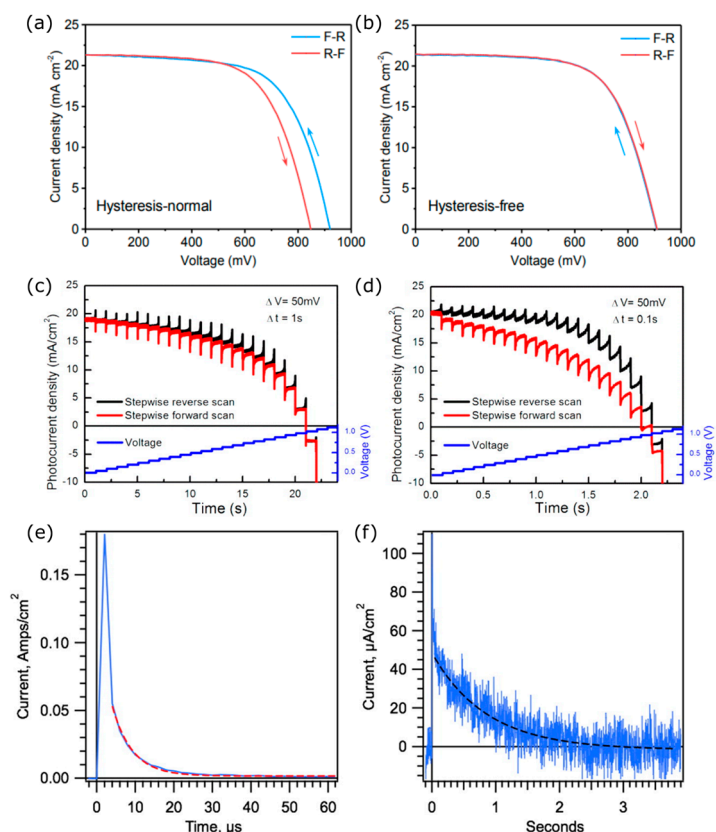 (a)
Current density (mA cm⁻²)
25
20
15
10
5
0
F-R
R-F
Hysteresis-normal
0 200 400 600 800 1000
Voltage (mV)
(b)
Current density (mA cm⁻²)
25
20
15
10
5
0
F-R
R-F
Hysteresis-free
0 200 400 600 800 1000
Voltage (mV)
(c)
Photocurrent density (mA/cm²)
25
20
15
10
5
0
-5
-10
Δ V= 50mV
Δ t = 1s
Stepwise reverse scan
Stepwise forward scan
Voltage
1.0
0.5
0.0
Voltage (V)
0 5 10 15 20
Time (s)
(d)
Photocurrent density (mA/cm²)
25
20
15
10
5
0
-5
-10
Δ V= 50mV
Δ t = 0.1s
Stepwise reverse scan
Stepwise forward scan
Voltage
1.0
0.5
0.0
Voltage (V)
0.0 0.5 1.0 1.5 2.0
Time (s)
(e)
Current, Amps/cm²
0.15
0.10
0.05
0.00
0 10 20 30 40 50 60
Time, µs
(f)
Current, µA/cm²
100
80
60
40
20
0
0 1 2 3
Seconds